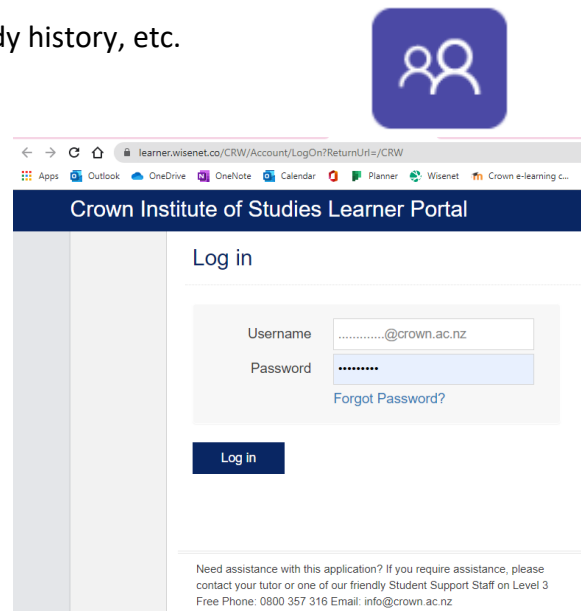 dy history, etc.
learner.wisenet.co/CRW/Account/LogOn?ReturnUrl=/CRW
Apps Outlook OneDrive OneNote Calendar Planner Wisenet Crown e-learning c...
Crown Institute of Studies Learner Portal
Log in
Username .............@crown.ac.nz
Password •••••••••
Forgot Password?
Log in
Need assistance with this application? If you require assistance, please
contact your tutor or one of our friendly Student Support Staff on Level 3
Free Phone: 0800 357 316 Email: info@crown.ac.nz